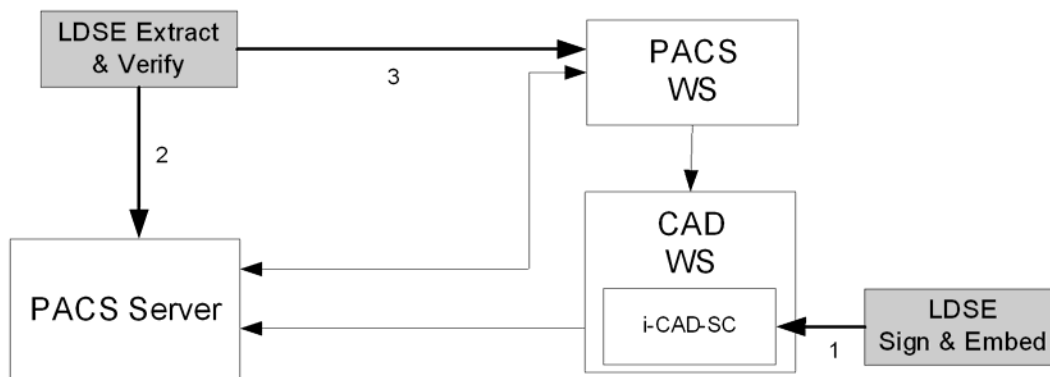 LDSE Extract
& Verify
3
PACS
WS
2
CAD
WS
PACS Server
i-CAD-SC
LDSE
Sign & Embed
1